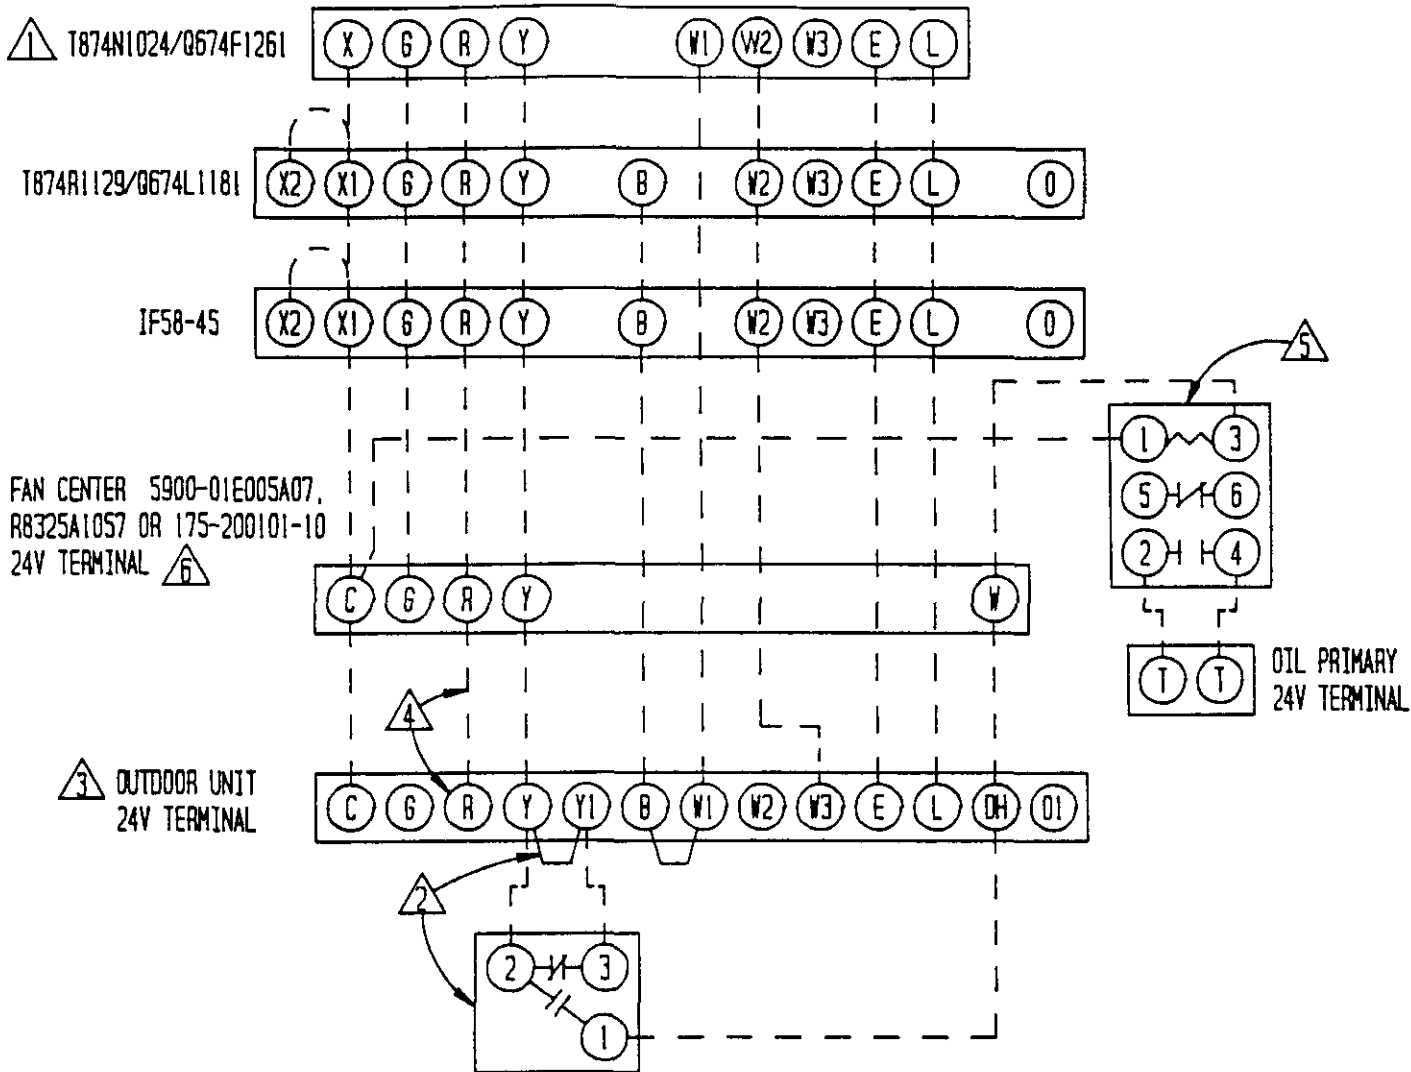 1 T874N1024/Q674F1261 X G R Y W1 W2 W3 E L
T874R1129/Q674L1181 X2 X1 G R Y B W2 W3 E L O
IF58-45 X2 X1 G R Y B W2 W3 E L O
5
1 3
5 6
2 4
FAN CENTER 5900-01E005A07,
R8325A1057 OR 175-200101-10
24V TERMINAL 6
C G R Y W
T T
OIL PRIMARY
24V TERMINAL
4
3 OUTDOOR UNIT
24V TERMINAL
C G R Y Y1 B W1 W2 W3 E L DH O1
2
2 3
1